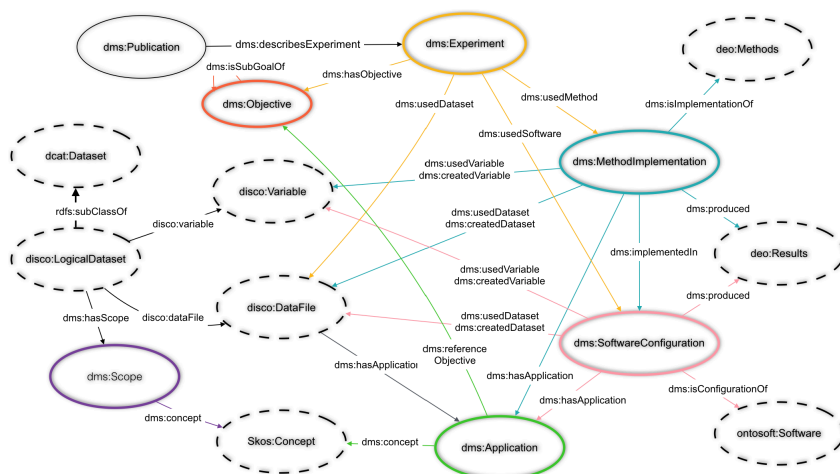 dms:Publication
dms:describesExperiment
dms:Experiment
deo:Methods
dms:isSubGoalOf
dms:hasObjective
dms:usedMethod
dms:isImplementationOf
dms:Objective
dms:usedDataset
dms:usedSoftware
dcat:Dataset
dms:usedVariable
dms:createdVariable
dms:MethodImplementation
disco:Variable
rdfs:subClassOf
disco:variable
dms:usedDataset
dms:createdDataset
dms:produced
disco:LogicalDataset
dms:implementedIn
deo:Results
dms:usedVariable
dms:createdVariable
dms:produced
disco:DataFile
dms:hasScope
disco:dataFile
dms:usedDataset
dms:createdDataset
dms:SoftwareConfiguration
dms:reference
Objective
dms:hasApplication
dms:hasApplication
dms:Scope
dms:isConfigurationOf
dms:hasApplication
dms:concept
Skos:Concept
dms:concept
dms:Application
ontosoft:Software